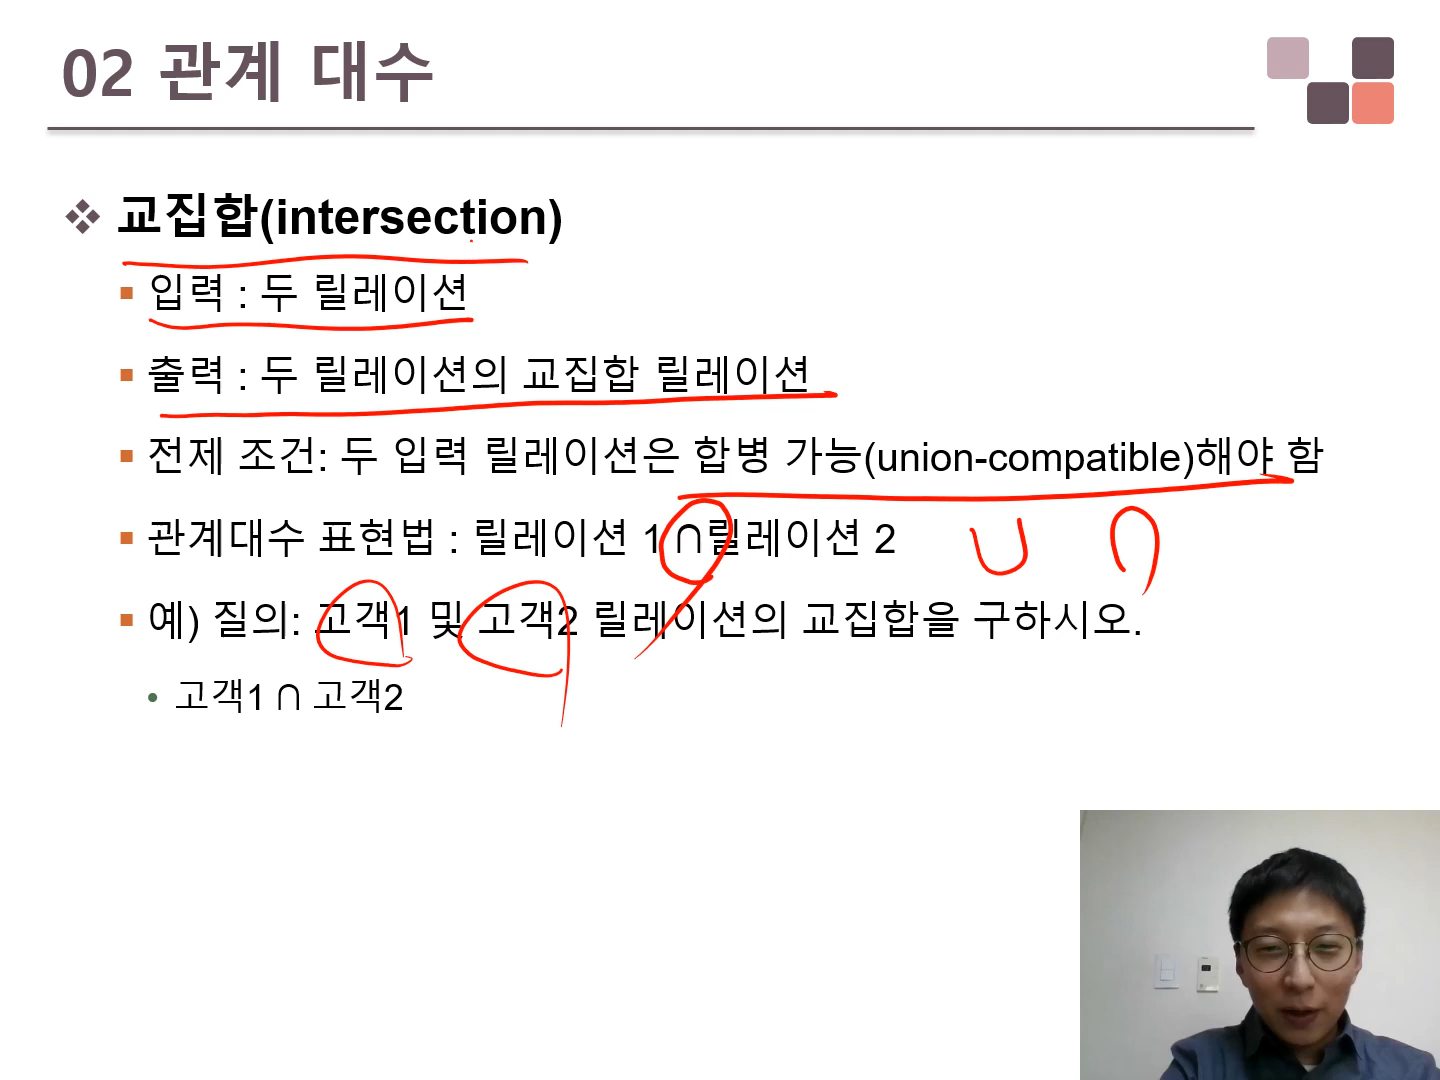 02 관계 대수
교집합(intersection)
입력 : 두 릴레이션
출력 : 두 릴레이션의 교집합 릴레이션
전제 조건: 두 입력 릴레이션은 합병 가능(union-compatible)해야 함
관계대수 표현법 : 릴레이션 1 ∩릴레이션 2 ∪ ∩
예) 질의: 고객1 및 고객2 릴레이션의 교집합을 구하시오.
고객1 ∩ 고객2